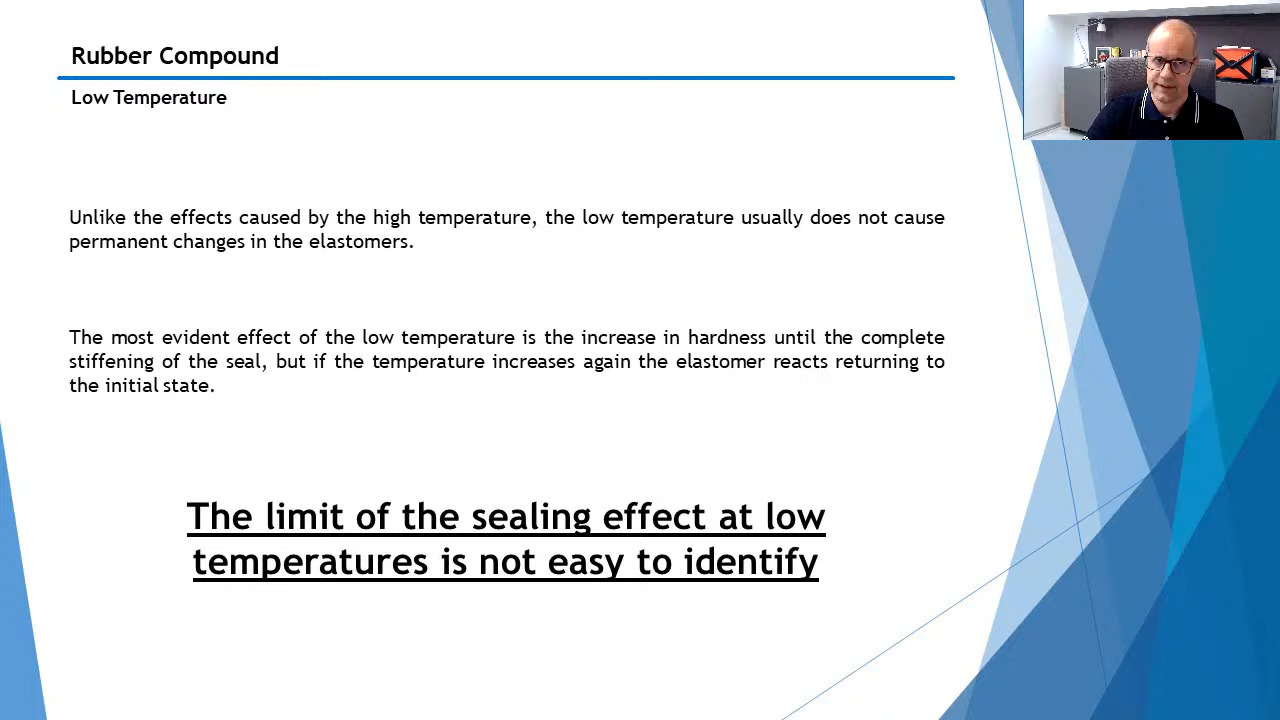 Rubber Compound
Low Temperature
Unlike the effects caused by the high temperature, the low temperature usually does not cause
permanent changes in the elastomers.
The most evident effect of the low temperature is the increase in hardness until the complete
stiffening of the seal, but if the temperature increases again the elastomer reacts returning to
the initial state.
The limit of the sealing effect at low
temperatures is not easy to identify